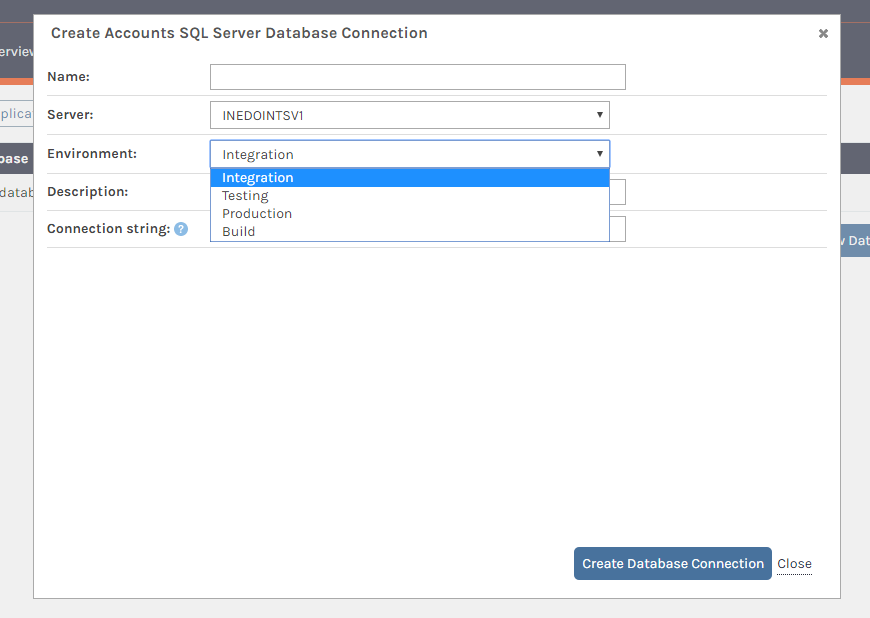 Create Accounts SQL Server Database Connection
✖
erview
Name:
plica
Server:
INEDOINTSV1
base
Environment:
Integration
datab
Description:
Integration
Testing
Production
Build
Connection string: ?
w Dat
Create Database Connection
Close